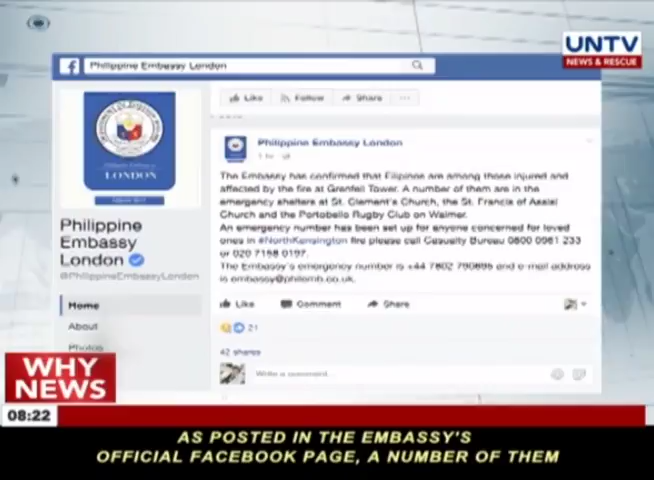 UNTV
NEWS & RESCUE
Philippine Embassy London
Like Follow Share ...
LONDON
Philippine Embassy London
1 hr
The Embassy has confirmed that Filipinos are among those injured and
affected by the fire at Grenfell Tower. A number of them are in the
emergency shelters at St. Clement's Church, the St. Francis of Assisi
Church and the Portobello Rugby Club on Walmer.
An emergency number has been set up for anyone concerned for loved
ones in #NorthKensington fire please call Casualty Bureau 0800 0961 233
or 020 7158 0197.
The Embassy's emergency number is +44 7802 790695 and e-mail address
is embassy@philemb.co.uk.
Like Comment Share
21
42 shares
Write a comment...
Philippine
Embassy
London
@PhilippineEmbassyLondon
Home
About
Photos
WHY
NEWS
08:22
AS POSTED IN THE EMBASSY'S
OFFICIAL FACEBOOK PAGE, A NUMBER OF THEM